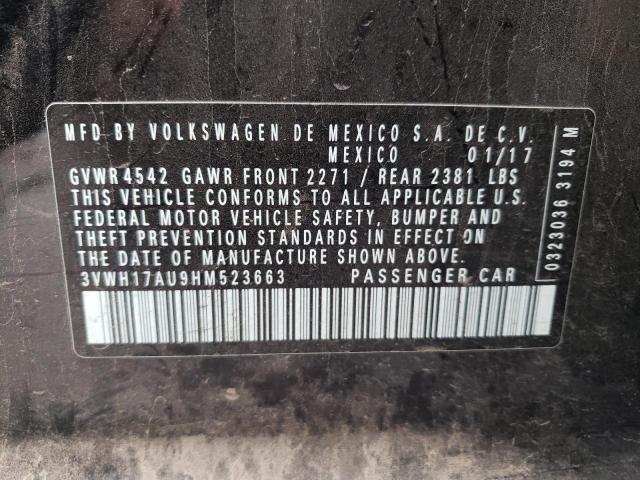 MFD BY VOLKSWAGEN DE MEXICO S.A. DE C.V.
MEXICO 01/17
GVWR4542 GAWR FRONT 2271 / REAR 2381 LBS
THIS VEHICLE CONFORMS TO ALL APPLICABLE U.S.
FEDERAL MOTOR VEHICLE SAFETY, BUMPER AND
THEFT PREVENTION STANDARDS IN EFFECT ON
THE DATE OF MANUFACTURE SHOWN ABOVE.
3VWH17AU9HM523663 PASSENGER CAR
0323036 3194 M